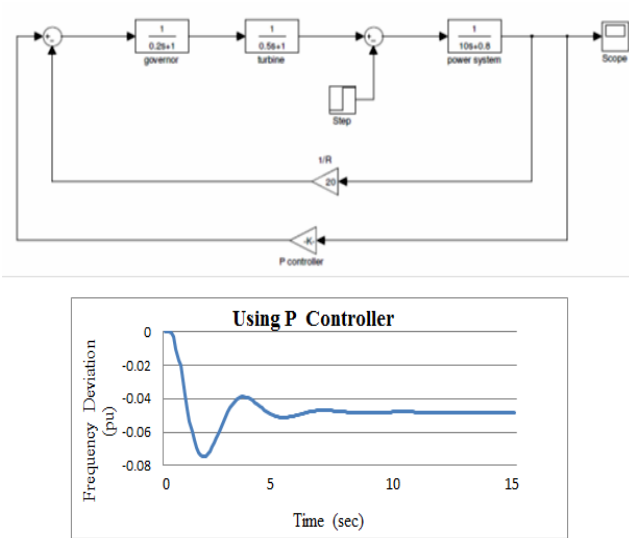 1
0.2s+1
governor
1
0.5s+1
turbine
1
10s+0.8
power system
Scope
Step
1/R
20
-K-
P controller
Using P Controller
Frequency Deviation
(pu)
0
-0.02
-0.04
-0.06
-0.08
0
5
10
15
Time (sec)